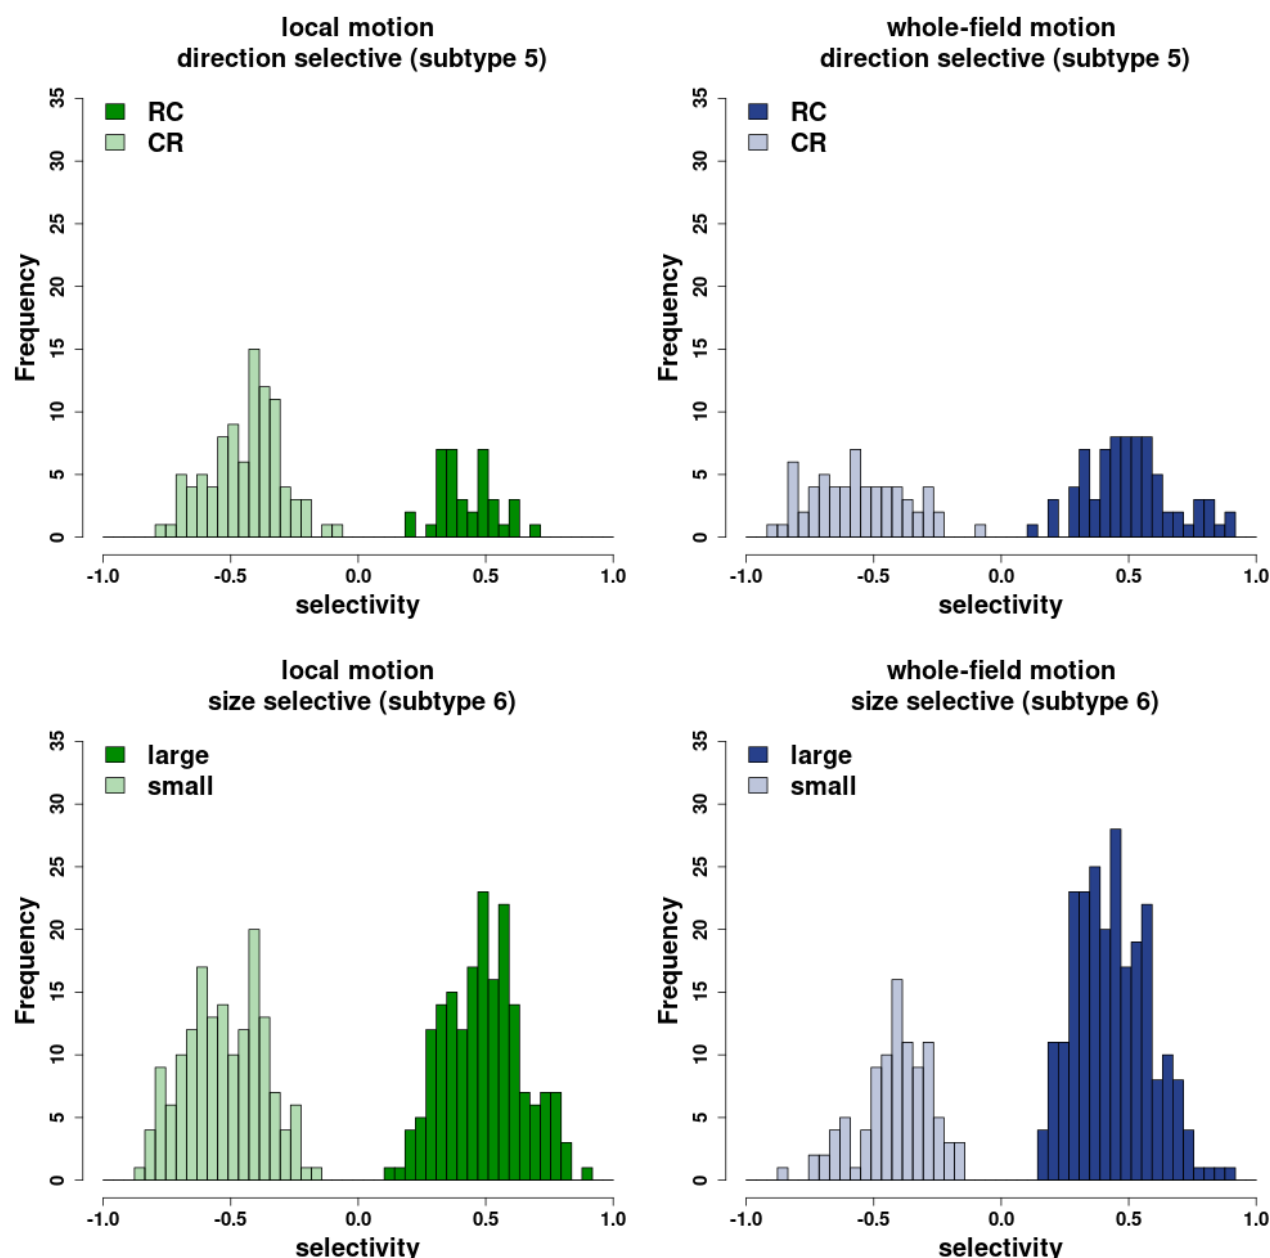 local motion
direction selective (subtype 5)
35
30
25
20
15
10
5
0
Frequency
RC
CR
-1.0 -0.5 0.0 0.5 1.0
selectivity
whole-field motion
direction selective (subtype 5)
35
30
25
20
15
10
5
0
Frequency
RC
CR
-1.0 -0.5 0.0 0.5 1.0
selectivity
local motion
size selective (subtype 6)
35
30
25
20
15
10
5
0
Frequency
large
small
-1.0 -0.5 0.0 0.5 1.0
selectivity
whole-field motion
size selective (subtype 6)
35
30
25
20
15
10
5
0
Frequency
large
small
-1.0 -0.5 0.0 0.5 1.0
selectivity